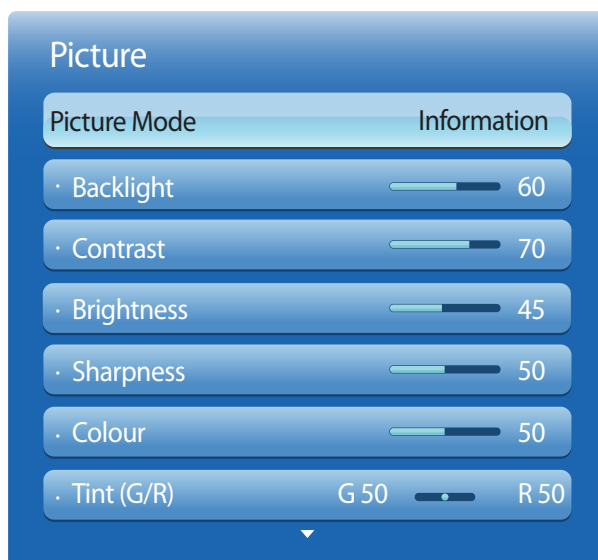 Picture
Picture Mode Information
· Backlight 60
· Contrast 70
· Brightness 45
· Sharpness 50
· Colour 50
· Tint (G/R) G 50 R 50